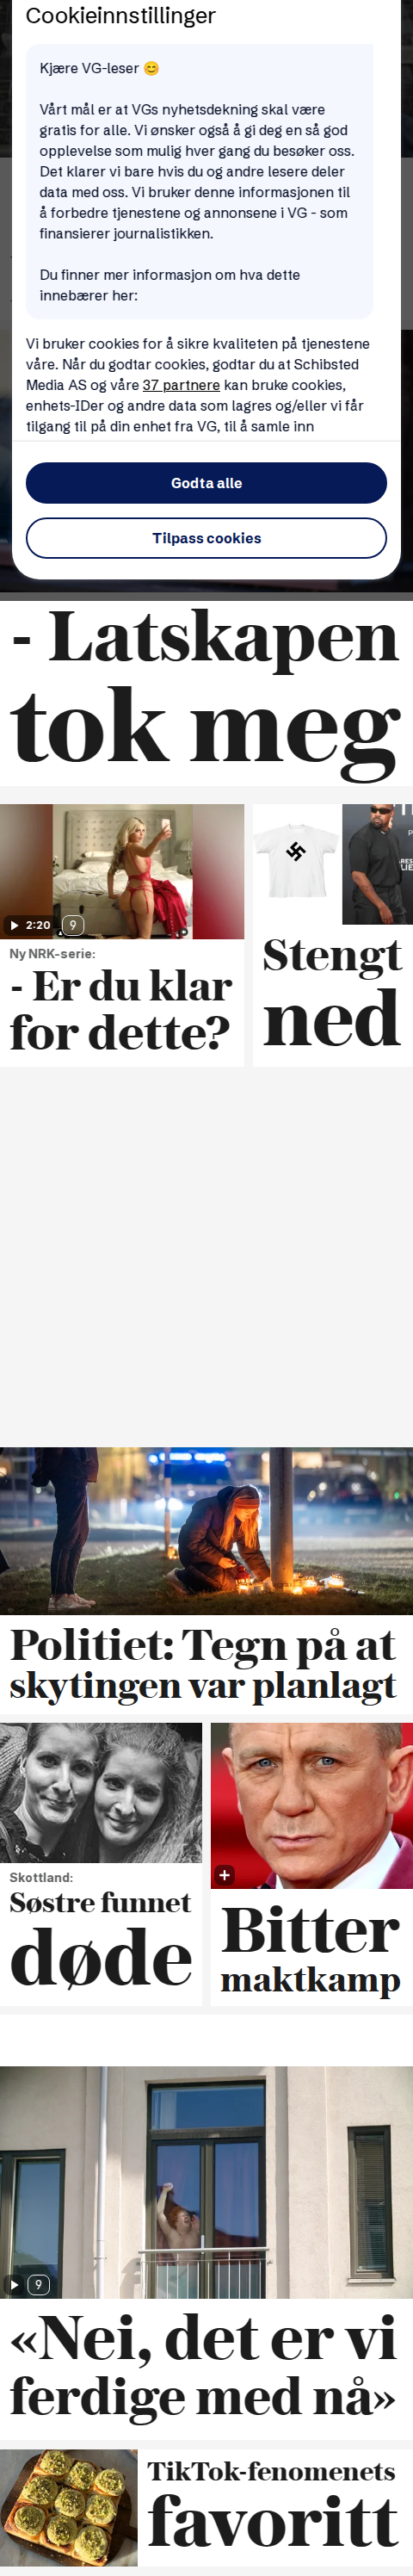 Cookieinnstillinger
Kjære VG-leser 😊
Vårt mål er at VGs nyhetsdekning skal være
gratis for alle. Vi ønsker også å gi deg en så god
opplevelse som mulig hver gang du besøker oss.
Det klarer vi bare hvis du og andre lesere deler
data med oss. Vi bruker denne informasjonen til
å forbedre tjenestene og annonsene i VG - som
finansierer journalistikken.
Du finner mer informasjon om hva dette
innebærer her:
Vi bruker cookies for å sikre kvaliteten på tjenestene
våre. Når du godtar cookies, godtar du at Schibsted
Media AS og våre 37 partnere kan bruke cookies,
enhets-IDer og andre data som lagres og/eller vi får
tilgang til på din enhet fra VG, til å samle inn
Godta alle
Tilpass cookies
- Latskapen
tok meg
2:20
9
Ny NRK-serie:
- Er du klar
for dette?
Stengt
ned
Politiet: Tegn på at
skytingen var planlagt
Skottland:
Søstre funnet
døde
Bitter
maktkamp
9
«Nei, det er vi
ferdige med nå»
TikTok-fenomenets
favoritt